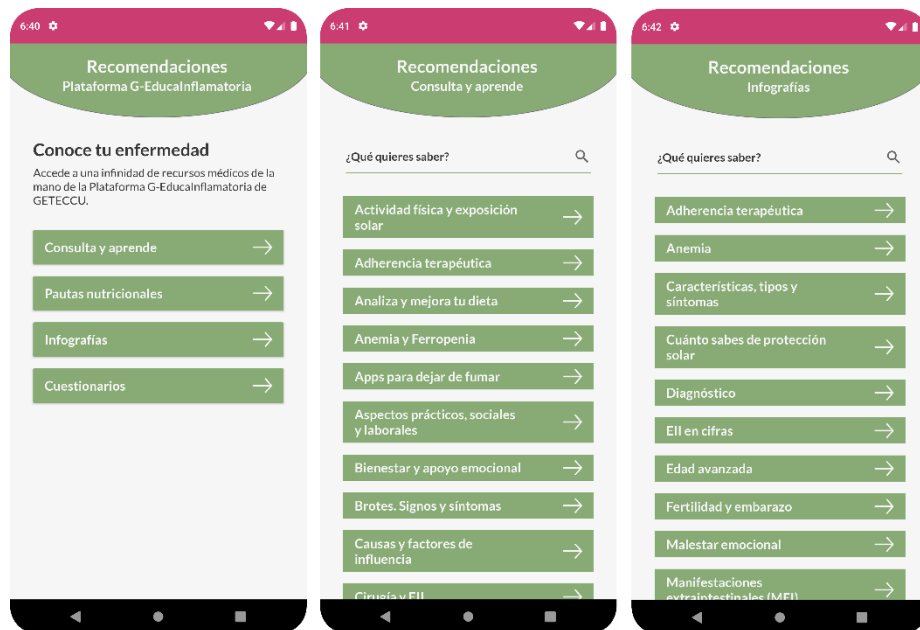 6:40
Recomendaciones
Plataforma G-EducaInflamatoria
Conoce tu enfermedad
Accede a una infinidad de recursos médicos de la
mano de la Plataforma G-EducaInflamatoria de
GETECCU.
Consulta y aprende
Pautas nutricionales
Infografías
Cuestionarios
6:41
Recomendaciones
Consulta y aprende
¿Qué quieres saber?
Actividad física y exposición
solar
Adherencia terapéutica
Analiza y mejora tu dieta
Anemia y Ferropenia
Apps para dejar de fumar
Aspectos prácticos, sociales
y laborales
Bienestar y apoyo emocional
Brotes. Signos y síntomas
Causas y factores de
influencia
Cirugía y EII
6:42
Recomendaciones
Infografías
¿Qué quieres saber?
Adherencia terapéutica
Anemia
Características, tipos y
síntomas
Cuánto sabes de protección
solar
Diagnóstico
EII en cifras
Edad avanzada
Fertilidad y embarazo
Malestar emocional
Manifestaciones
extraintestinales (MEI)